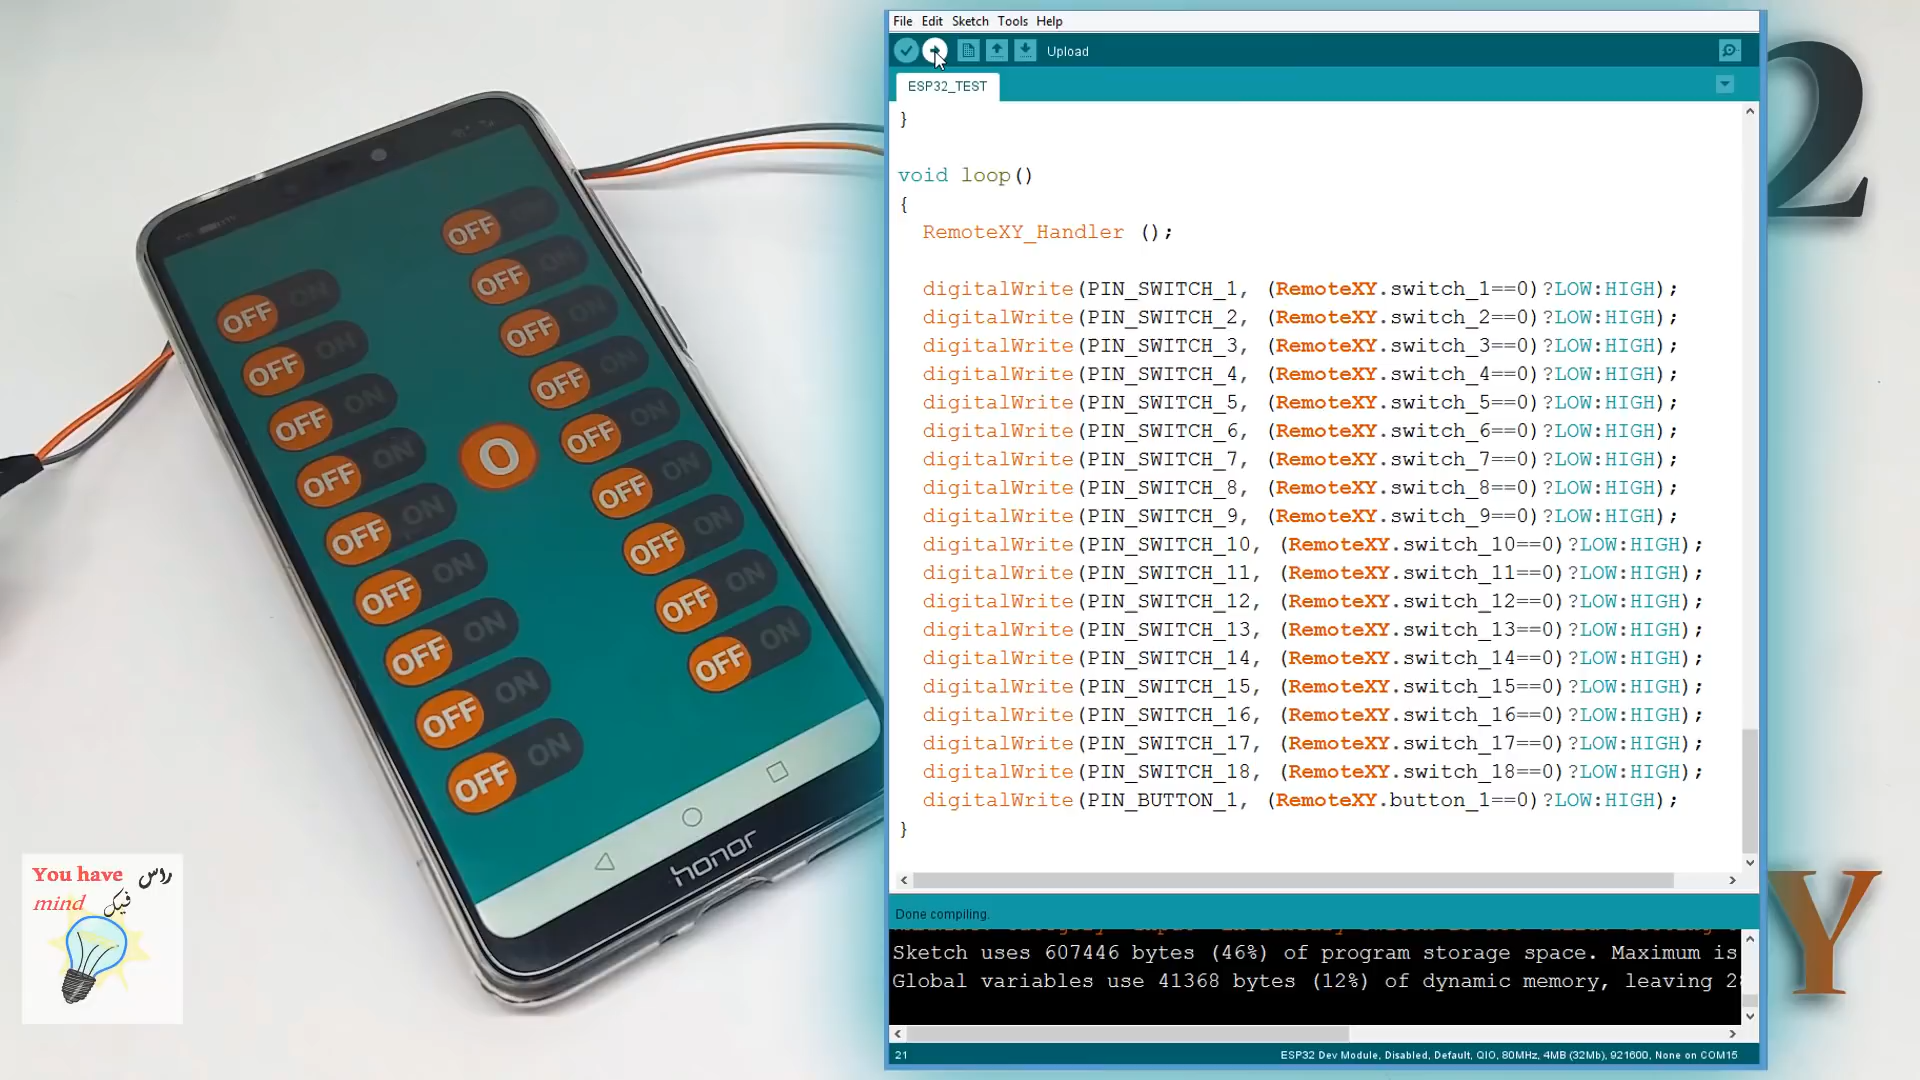 File Edit Sketch Tools Help
Upload
ESP32_TEST
}
void loop()
{
RemoteXY_Handler ();
digitalWrite(PIN_SWITCH_1, (RemoteXY.switch_1==0)?LOW:HIGH);
digitalWrite(PIN_SWITCH_2, (RemoteXY.switch_2==0)?LOW:HIGH);
digitalWrite(PIN_SWITCH_3, (RemoteXY.switch_3==0)?LOW:HIGH);
digitalWrite(PIN_SWITCH_4, (RemoteXY.switch_4==0)?LOW:HIGH);
digitalWrite(PIN_SWITCH_5, (RemoteXY.switch_5==0)?LOW:HIGH);
digitalWrite(PIN_SWITCH_6, (RemoteXY.switch_6==0)?LOW:HIGH);
digitalWrite(PIN_SWITCH_7, (RemoteXY.switch_7==0)?LOW:HIGH);
digitalWrite(PIN_SWITCH_8, (RemoteXY.switch_8==0)?LOW:HIGH);
digitalWrite(PIN_SWITCH_9, (RemoteXY.switch_9==0)?LOW:HIGH);
digitalWrite(PIN_SWITCH_10, (RemoteXY.switch_10==0)?LOW:HIGH);
digitalWrite(PIN_SWITCH_11, (RemoteXY.switch_11==0)?LOW:HIGH);
digitalWrite(PIN_SWITCH_12, (RemoteXY.switch_12==0)?LOW:HIGH);
digitalWrite(PIN_SWITCH_13, (RemoteXY.switch_13==0)?LOW:HIGH);
digitalWrite(PIN_SWITCH_14, (RemoteXY.switch_14==0)?LOW:HIGH);
digitalWrite(PIN_SWITCH_15, (RemoteXY.switch_15==0)?LOW:HIGH);
digitalWrite(PIN_SWITCH_16, (RemoteXY.switch_16==0)?LOW:HIGH);
digitalWrite(PIN_SWITCH_17, (RemoteXY.switch_17==0)?LOW:HIGH);
digitalWrite(PIN_SWITCH_18, (RemoteXY.switch_18==0)?LOW:HIGH);
digitalWrite(PIN_BUTTON_1, (RemoteXY.button_1==0)?LOW:HIGH);
}
Done compiling.
Sketch uses 607446 bytes (46%) of program storage space. Maximum is
Global variables use 41368 bytes (12%) of dynamic memory, leaving 2
21
ESP32 Dev Module, Disabled, Default, QIO, 80MHz, 4MB (32Mb), 921600, None on COM15
OFF ON
OFF ON
OFF ON
OFF ON
OFF ON
OFF ON
OFF ON
OFF ON
OFF ON
O
OFF ON
OFF ON
OFF ON
OFF ON
OFF ON
OFF ON
OFF ON
OFF ON
OFF ON
honor
You have راس
mind فيك
2
Y